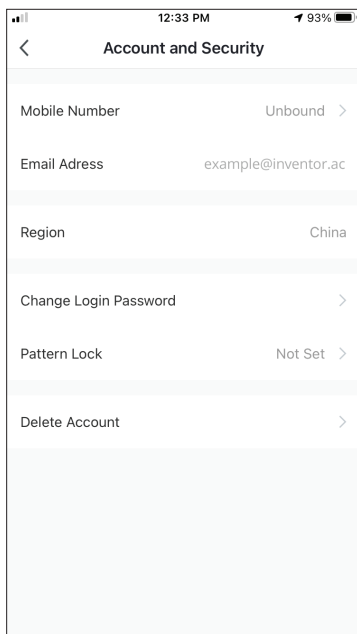 12:33 PM
93%
Account and Security
Mobile Number
Unbound
Email Adress
example@inventor.ac
Region
China
Change Login Password
Pattern Lock
Not Set
Delete Account